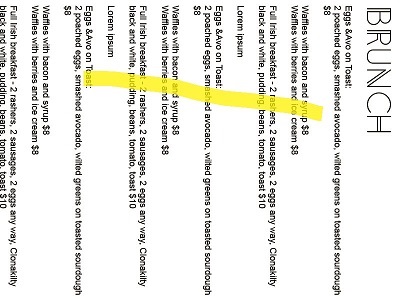 BRUNCH
Eggs &Avo on Toast:
2 poached eggs, smashed avocado, wilted greens on toasted sourdough
$8
Waffles with bacon and syrup $8
Waffles with berries and ice cream $8
Full Irish breakfast - 2 rashers, 2 sausages, 2 eggs any way, Clonakilty
black and white, pudding, beans, tomato, toast $10
Lorem ipsum
Eggs &Avo on Toast:
2 poached eggs, smashed avocado, wilted greens on toasted sourdough
$8
Waffles with bacon and syrup $8
Waffles with berries and ice cream $8
Full Irish breakfast - 2 rashers, 2 sausages, 2 eggs any way, Clonakilty
black and white, pudding, beans, tomato, toast $10
Lorem ipsum
Eggs &Avo on Toast:
2 poached eggs, smashed avocado, wilted greens on toasted sourdough
$8
Waffles with bacon and syrup $8
Waffles with berries and ice cream $8
Full Irish breakfast - 2 rashers, 2 sausages, 2 eggs any way, Clonakilty
black and white, pudding, beans, tomato, toast $10